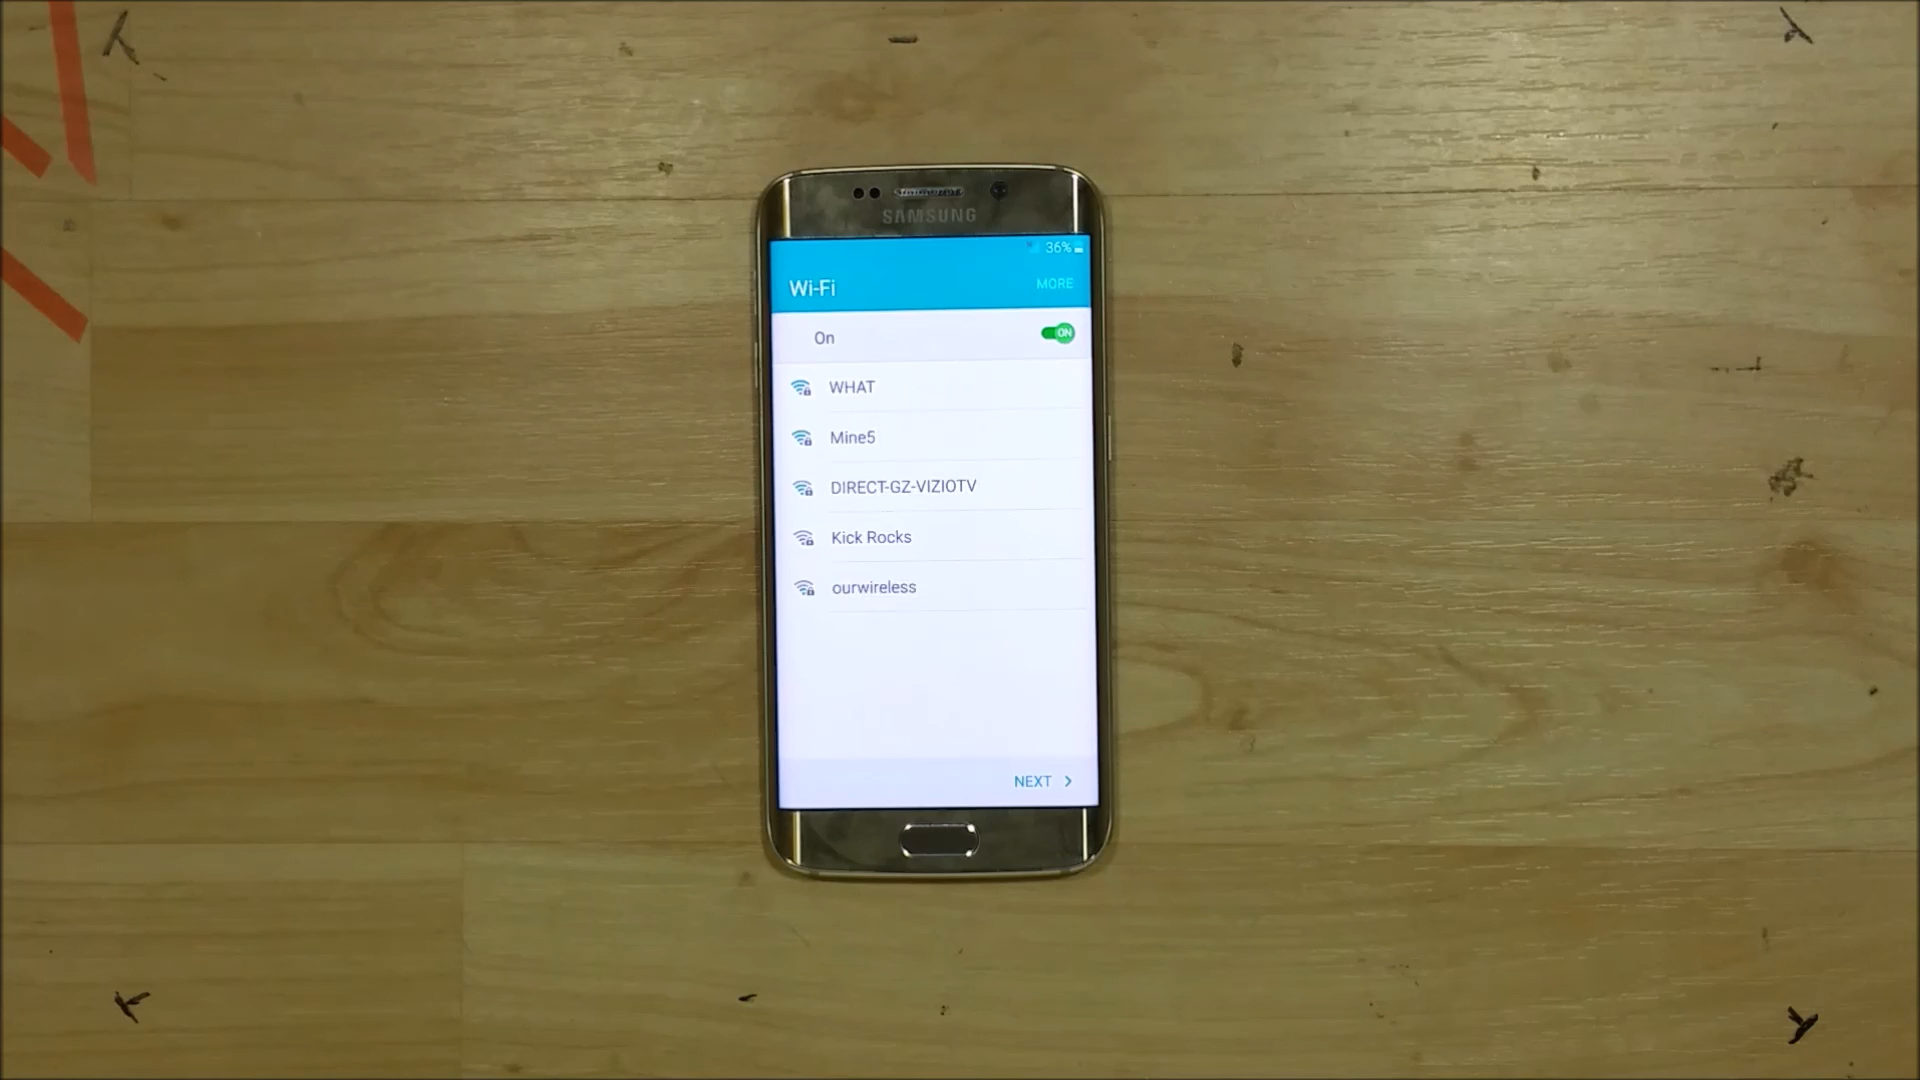 SAMSUNG
36%
Wi-Fi
MORE
On
ON
WHAT
Mine5
DIRECT-GZ-VIZIOTV
Kick Rocks
ourwireless
NEXT